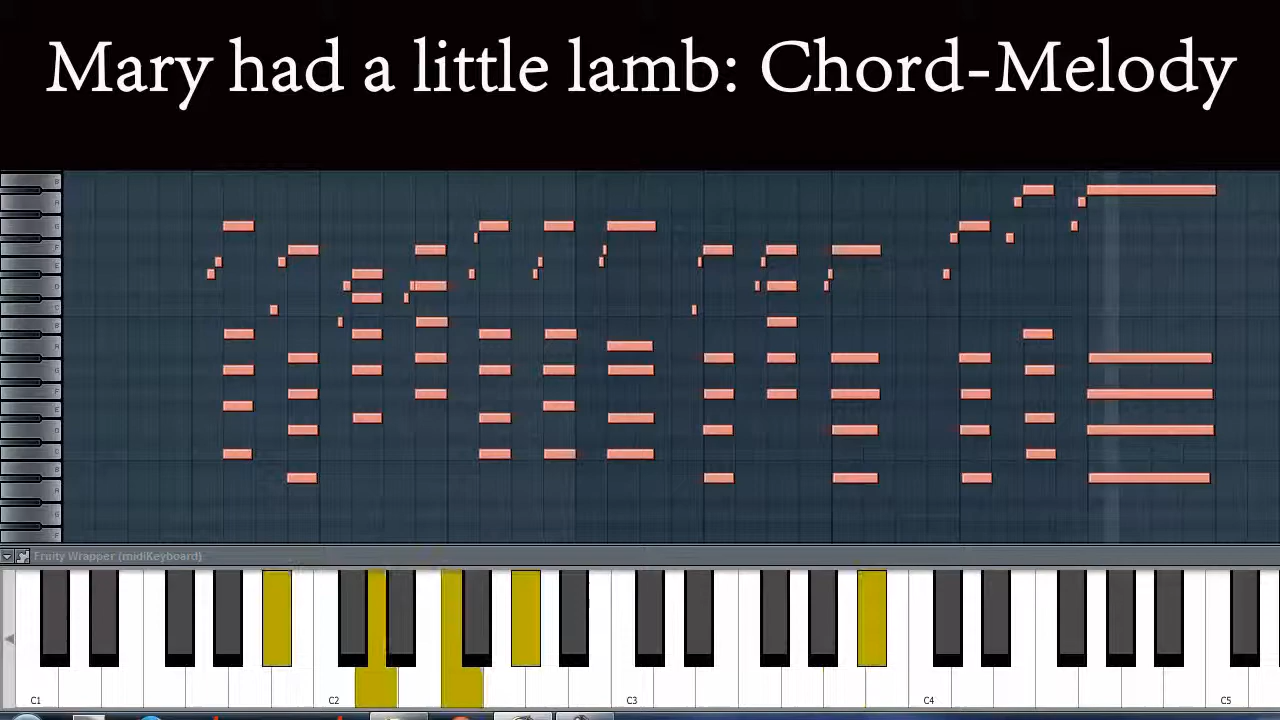 Mary had a little lamb: Chord-Melody
B
A
G
F
E
D
C
B
A
G
F
E
D
C
B
A
G
F
Fruity Wrapper (midiKeyboard)
C1 C2 C3 C4 C5